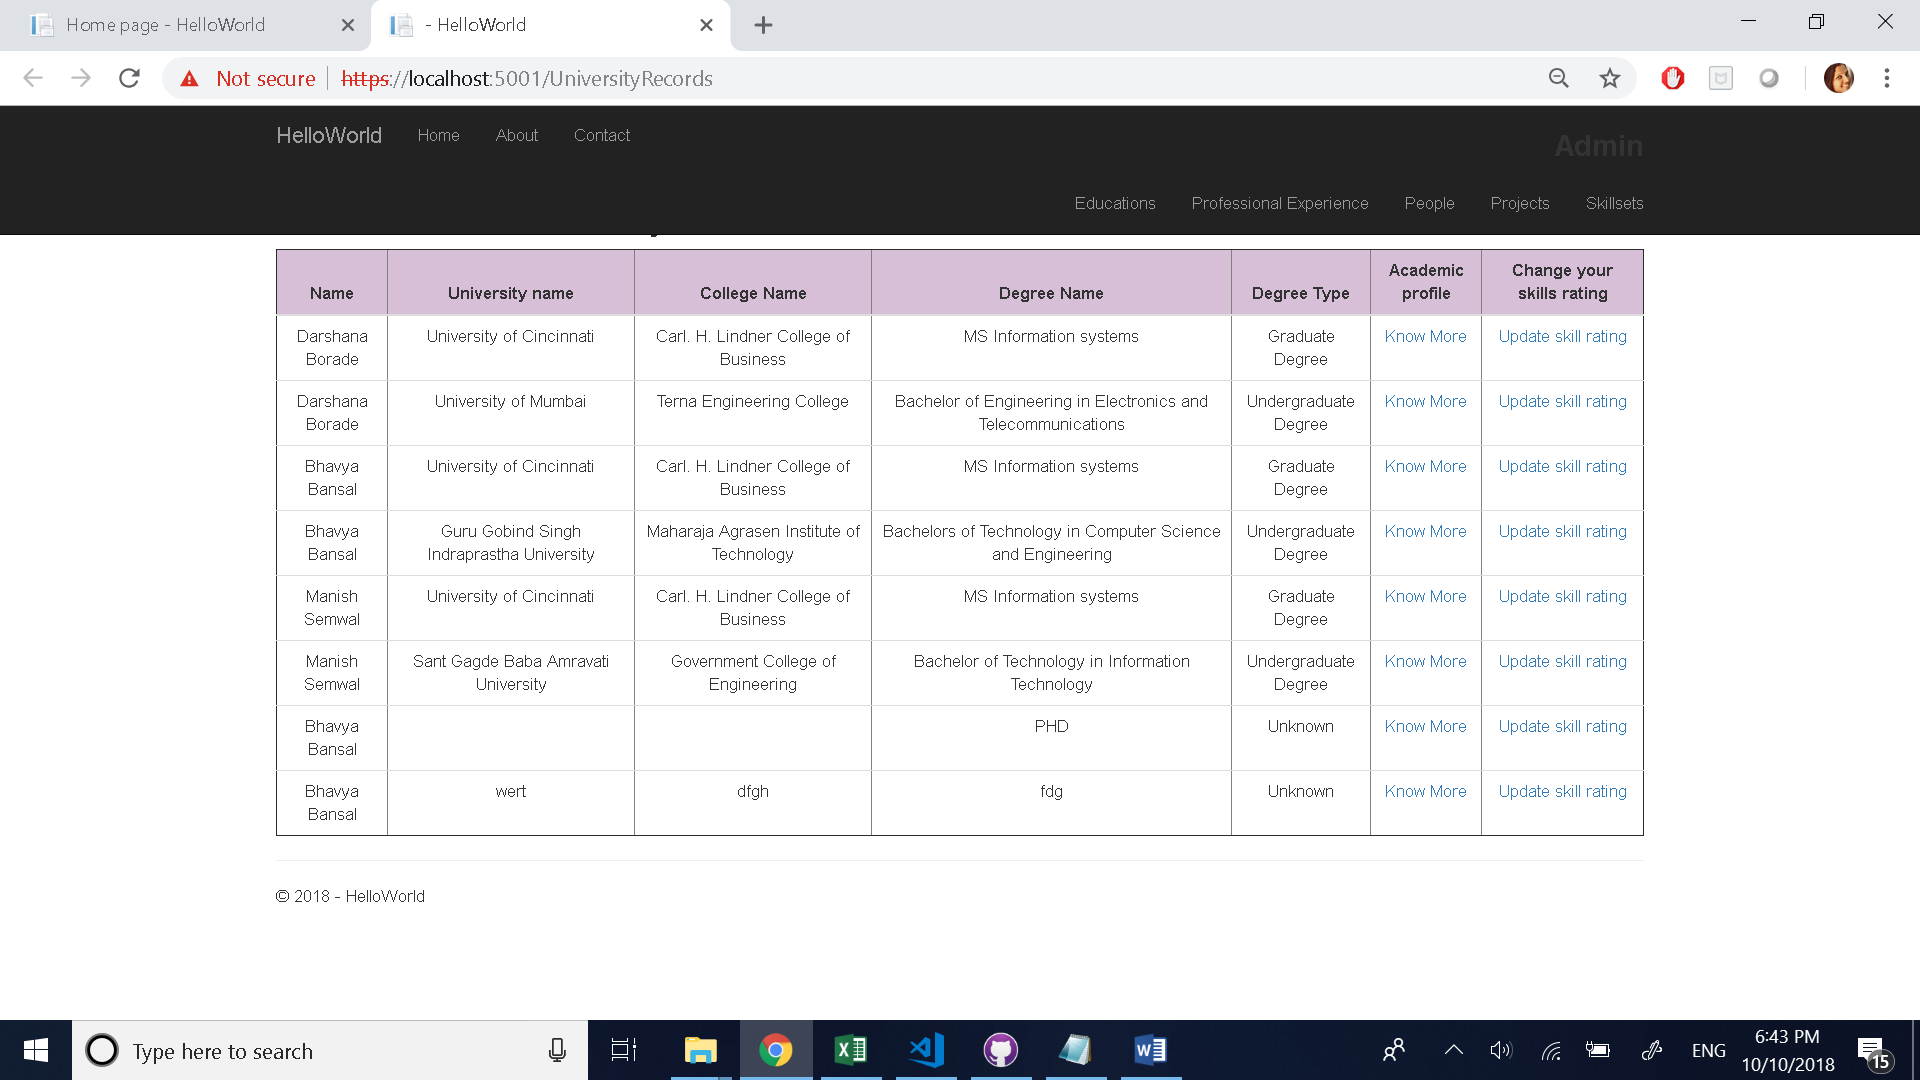 Home page - HelloWorld
- HelloWorld
Not secure https://localhost:5001/UniversityRecords
HelloWorld Home About Contact
Admin
Educations Professional Experience People Projects Skillsets
Name University name College Name Degree Name Degree Type Academic profile Change your skills rating
Darshana Borade University of Cincinnati Carl. H. Lindner College of Business MS Information systems Graduate Degree Know More Update skill rating
Darshana Borade University of Mumbai Terna Engineering College Bachelor of Engineering in Electronics and Telecommunications Undergraduate Degree Know More Update skill rating
Bhavya Bansal University of Cincinnati Carl. H. Lindner College of Business MS Information systems Graduate Degree Know More Update skill rating
Bhavya Bansal Guru Gobind Singh Indraprastha University Maharaja Agrasen Institute of Technology Bachelors of Technology in Computer Science and Engineering Undergraduate Degree Know More Update skill rating
Manish Semwal University of Cincinnati Carl. H. Lindner College of Business MS Information systems Graduate Degree Know More Update skill rating
Manish Semwal Sant Gagde Baba Amravati University Government College of Engineering Bachelor of Technology in Information Technology Undergraduate Degree Know More Update skill rating
Bhavya Bansal PHD Unknown Know More Update skill rating
Bhavya Bansal wert dfgh fdg Unknown Know More Update skill rating
© 2018 - HelloWorld
Type here to search
ENG
6:43 PM
10/10/2018
15